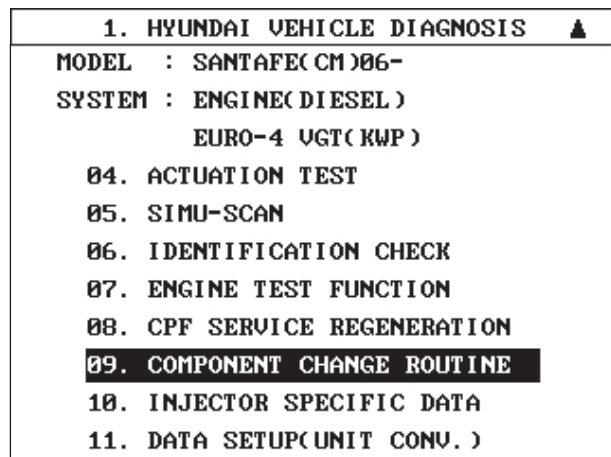 1. HYUNDAI VEHICLE DIAGNOSIS ▲
MODEL : SANTAFE(CM)06-
SYSTEM : ENGINE(DIESEL)
EURO-4 VGT(KWP)
04. ACTUATION TEST
05. SIMU-SCAN
06. IDENTIFICATION CHECK
07. ENGINE TEST FUNCTION
08. CPF SERVICE REGENERATION
09. COMPONENT CHANGE ROUTINE
10. INJECTOR SPECIFIC DATA
11. DATA SETUP(UNIT CONV.)